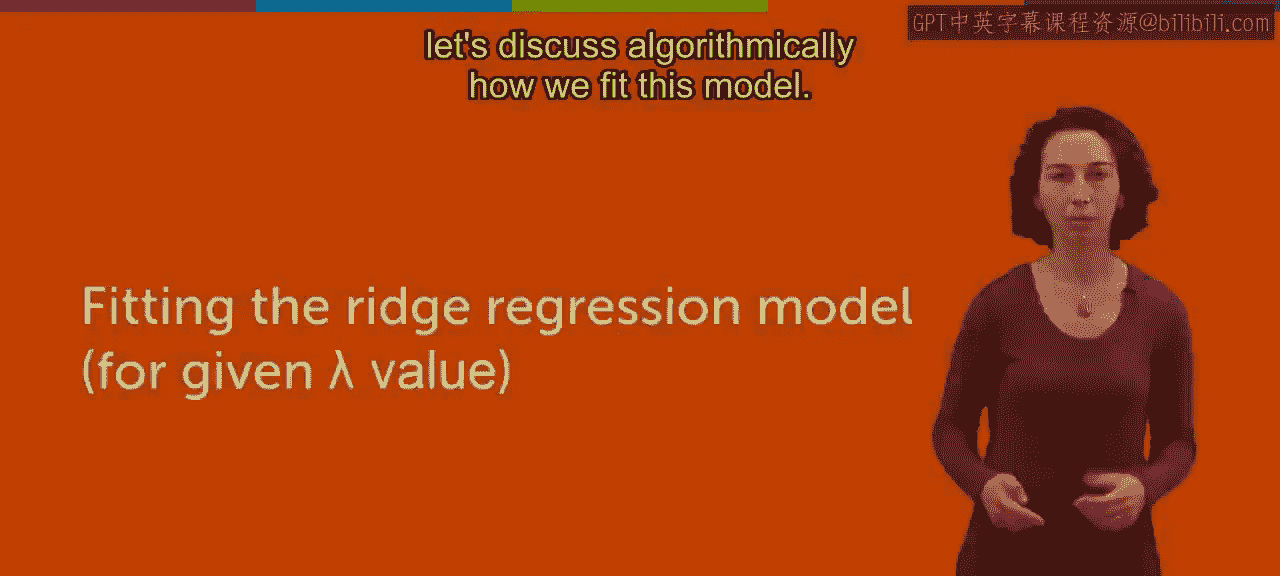 GPT中英字幕课程资源@bilibili.com
let's discuss algorithmically
how we fit this model.
Fitting the ridge regression model
(for given λ value)